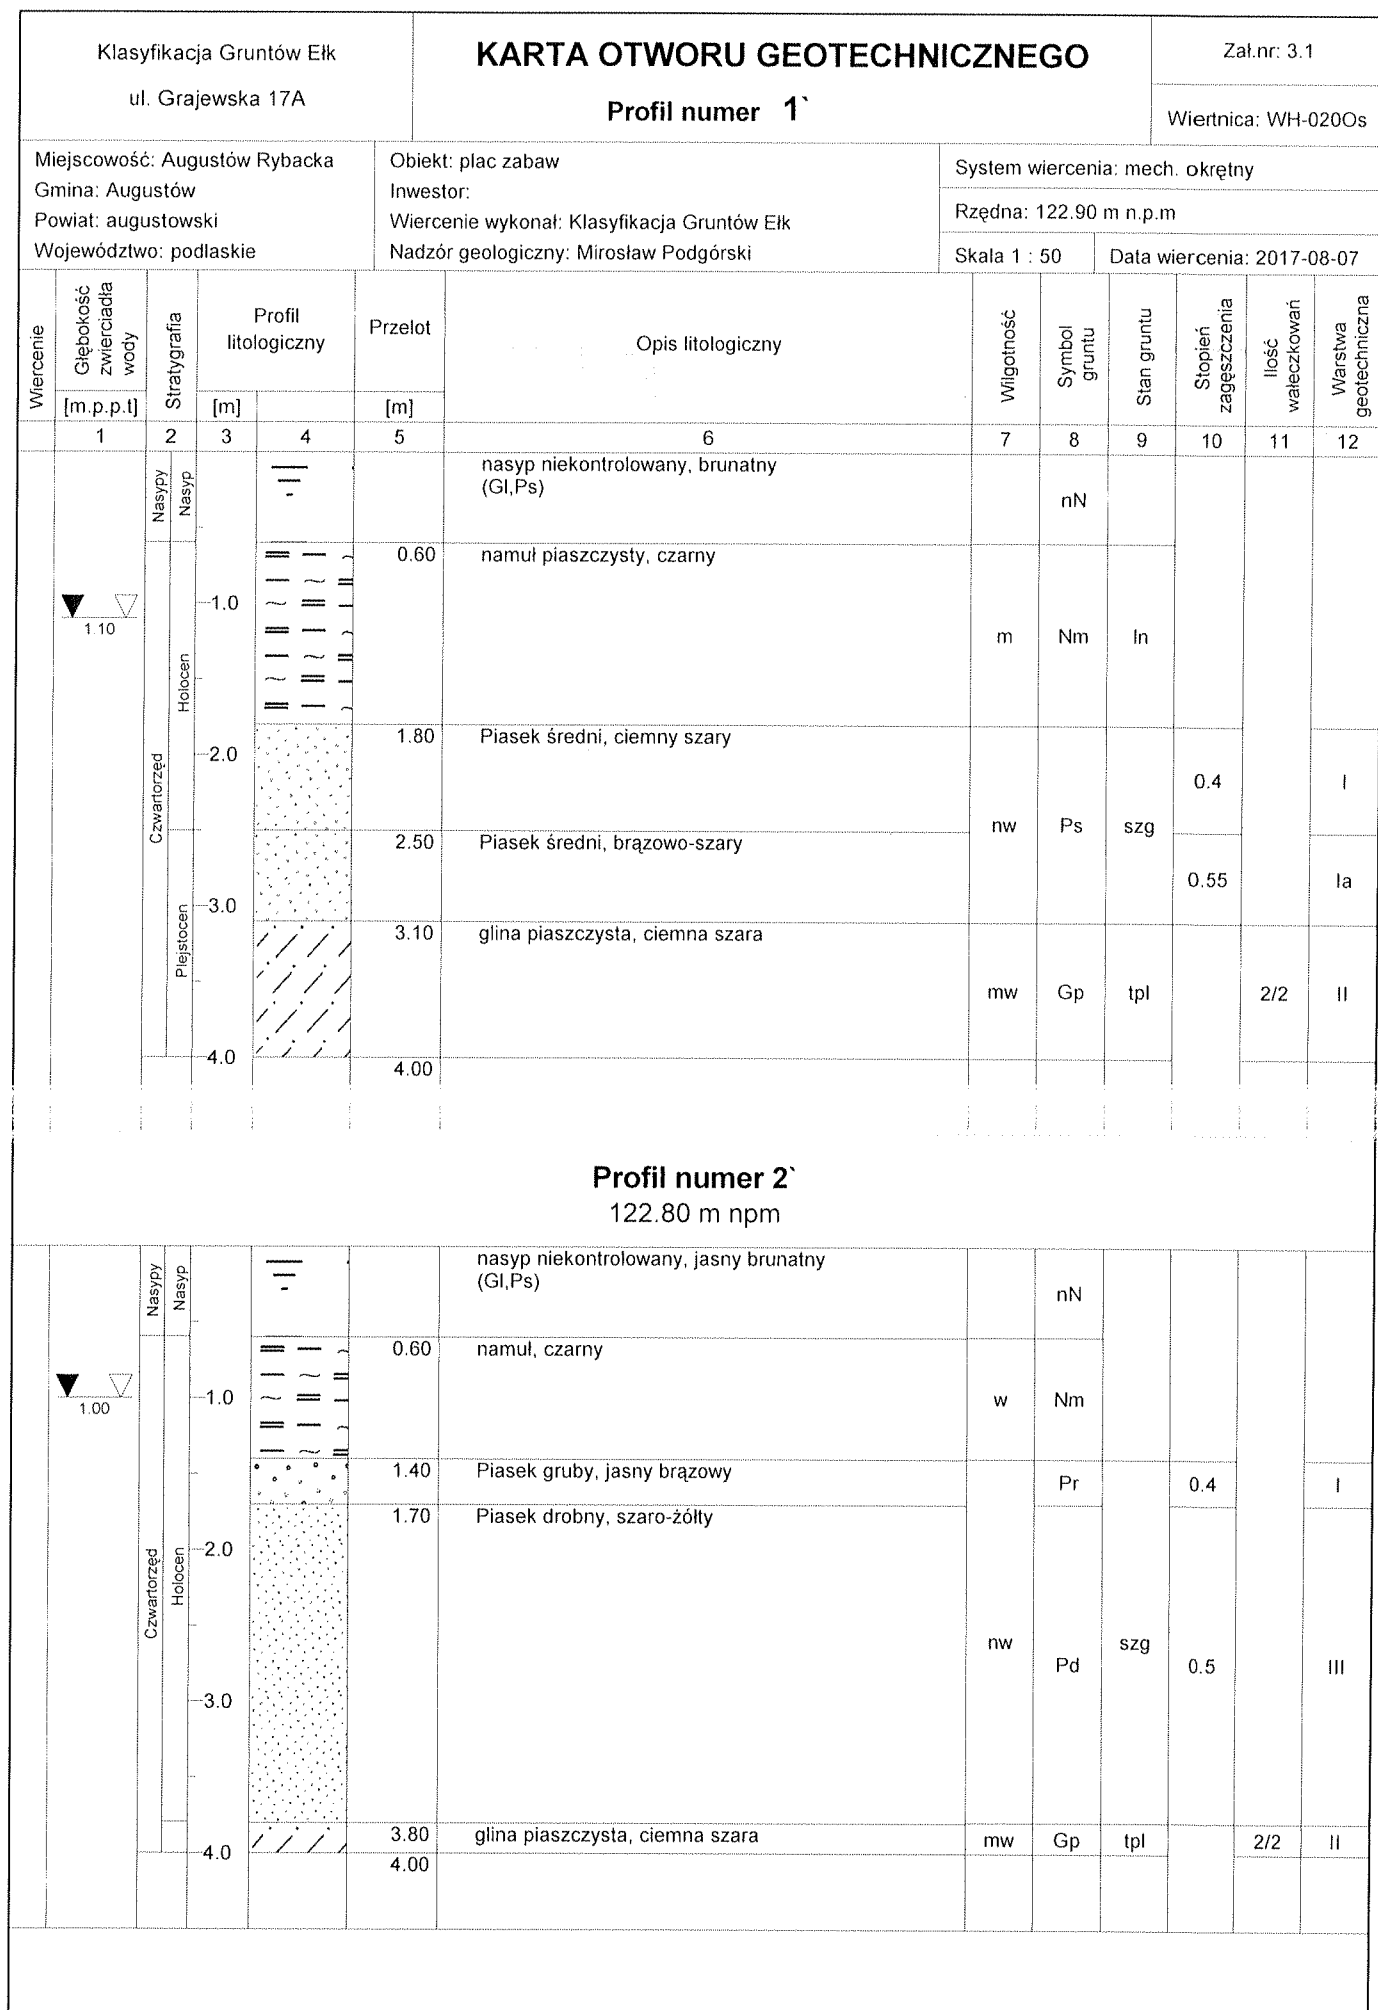 Klasyfikacja Gruntów Ełk
ul. Grajewska 17A
KARTA OTWORU GEOTECHNICZNEGO
Profil numer 1`
Zał.nr: 3.1
Wiertnica: WH-020Os
Miejscowość: Augustów Rybacka
Gmina: Augustów
Powiat: augustowski
Województwo: podlaskie
Obiekt: plac zabaw
Inwestor:
Wiercenie wykonał: Klasyfikacja Gruntów Ełk
Nadzór geologiczny: Mirosław Podgórski
System wiercenia: mech. okrętny
Rzędna: 122.90 m n.p.m
Skala 1 : 50
Data wiercenia: 2017-08-07
Wiercenie
Głębokość zwierciadła wody
[m.p.p.t]
Stratygrafia
Profil litologiczny
[m]
Przelot
[m]
Opis litologiczny
Wilgotność
Symbol gruntu
Stan gruntu
Stopień zagęszczenia
Ilość wałeczkowań
Warstwa geotechniczna
1 2 3 4 5 6 7 8 9 10 11 12
Nasypy
Nasyp
nasyp niekontrolowany, brunatny
(Gl,Ps)
nN
0.60 namuł piaszczysty, czarny
1.0
1.10
m Nm ln
Holocen
1.80 Piasek średni, ciemny szary
2.0
0.4 I
Czwartorzęd
nw Ps szg
2.50 Piasek średni, brązowo-szary
0.55 Ia
3.0
Plejstocen
3.10 glina piaszczysta, ciemna szara
mw Gp tpl 2/2 II
4.0
4.00
Profil numer 2`
122.80 m npm
Nasypy
Nasyp
nasyp niekontrolowany, jasny brunatny
(Gl,Ps)
nN
0.60 namuł, czarny
1.0
1.00
w Nm
1.40 Piasek gruby, jasny brązowy
Pr 0.4 I
1.70 Piasek drobny, szaro-żółty
2.0
Czwartorzęd
Holocen
nw szg
Pd 0.5 III
3.0
3.80 glina piaszczysta, ciemna szara
mw Gp tpl 2/2 II
4.0
4.00